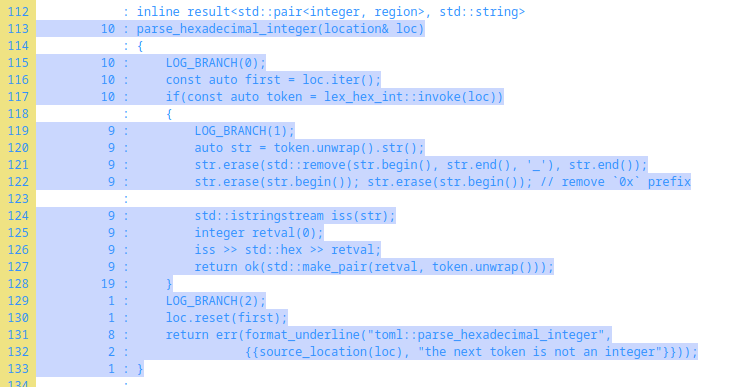 112 : inline result<std::pair<integer, region>, std::string>
113 10 : parse_hexadecimal_integer(location& loc)
114 : {
115 10 : LOG_BRANCH(0);
116 10 : const auto first = loc.iter();
117 10 : if(const auto token = lex_hex_int::invoke(loc))
118 : {
119 9 : LOG_BRANCH(1);
120 9 : auto str = token.unwrap().str();
121 9 : str.erase(std::remove(str.begin(), str.end(), '_'), str.end());
122 9 : str.erase(str.begin()); str.erase(str.begin()); // remove `0x` prefix
123 :
124 9 : std::istringstream iss(str);
125 9 : integer retval(0);
126 9 : iss >> std::hex >> retval;
127 9 : return ok(std::make_pair(retval, token.unwrap()));
128 19 : }
129 1 : LOG_BRANCH(2);
130 1 : loc.reset(first);
131 8 : return err(format_underline("toml::parse_hexadecimal_integer",
132 2 : {{source_location(loc), "the next token is not an integer"}}));
133 1 : }
134 :